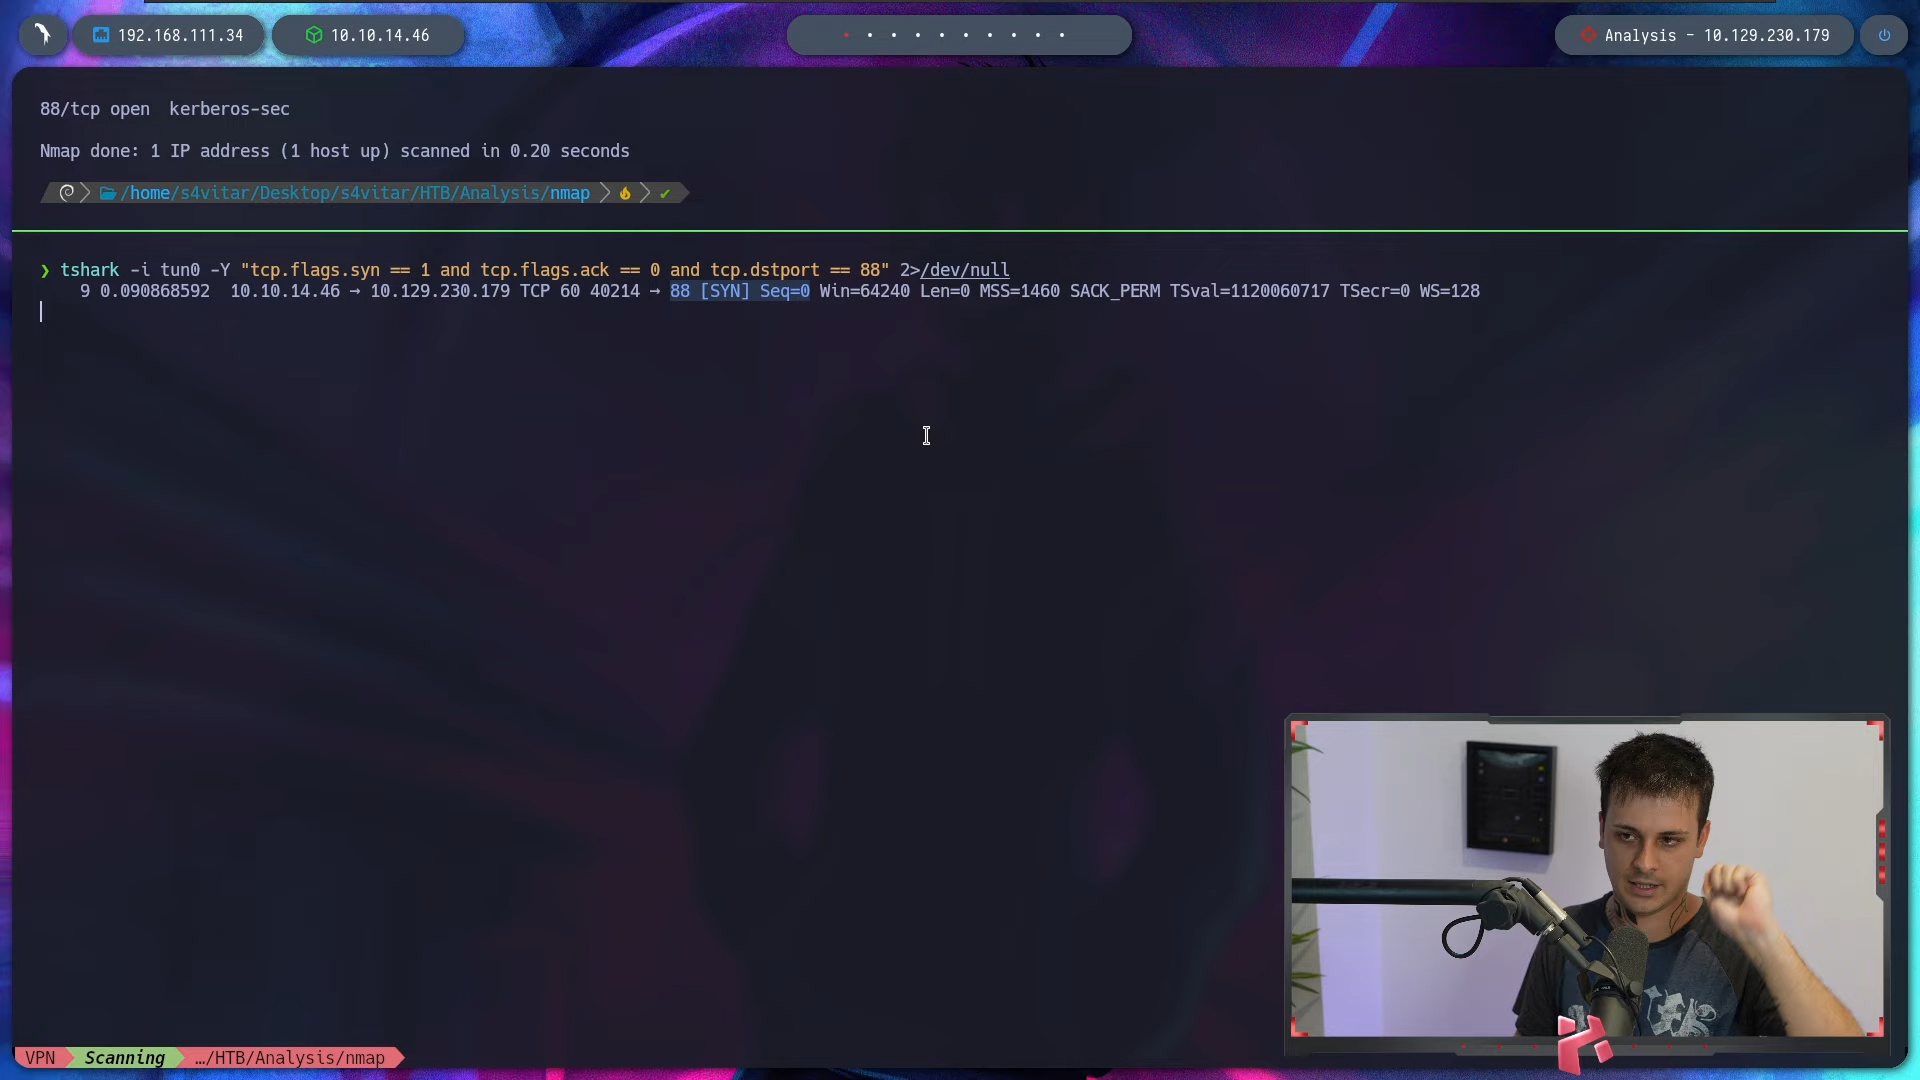 192.168.111.34
10.10.14.46
Analysis - 10.129.230.179
88/tcp open  kerberos-sec
Nmap done: 1 IP address (1 host up) scanned in 0.20 seconds
/home/s4vitar/Desktop/s4vitar/HTB/Analysis/nmap
❯ tshark -i tun0 -Y "tcp.flags.syn == 1 and tcp.flags.ack == 0 and tcp.dstport == 88" 2>/dev/null
9 0.090868592  10.10.14.46 → 10.129.230.179 TCP 60 40214 → 88 [SYN] Seq=0 Win=64240 Len=0 MSS=1460 SACK_PERM TSval=1120060717 TSecr=0 WS=128
VPN Scanning …/HTB/Analysis/nmap